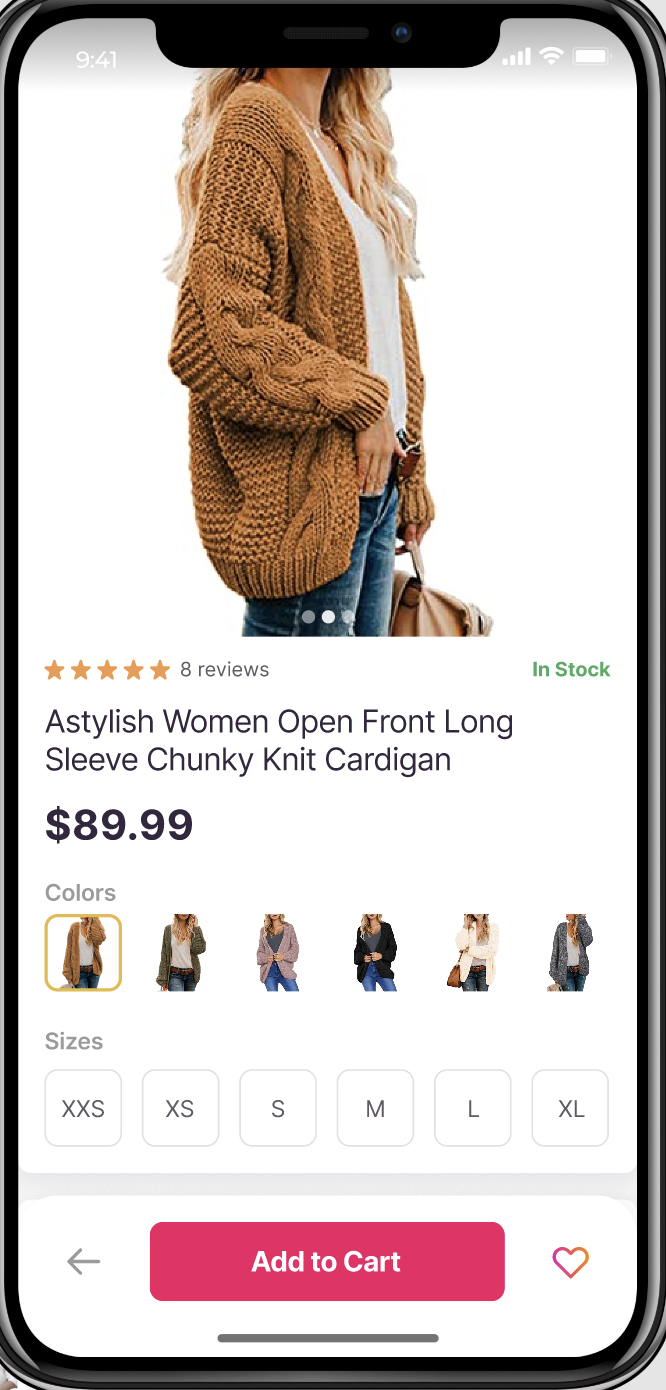 9:41
8 reviews
In Stock
Astylish Women Open Front Long
Sleeve Chunky Knit Cardigan
$89.99
Colors
Sizes
XXS
XS
S
M
L
XL
Add to Cart